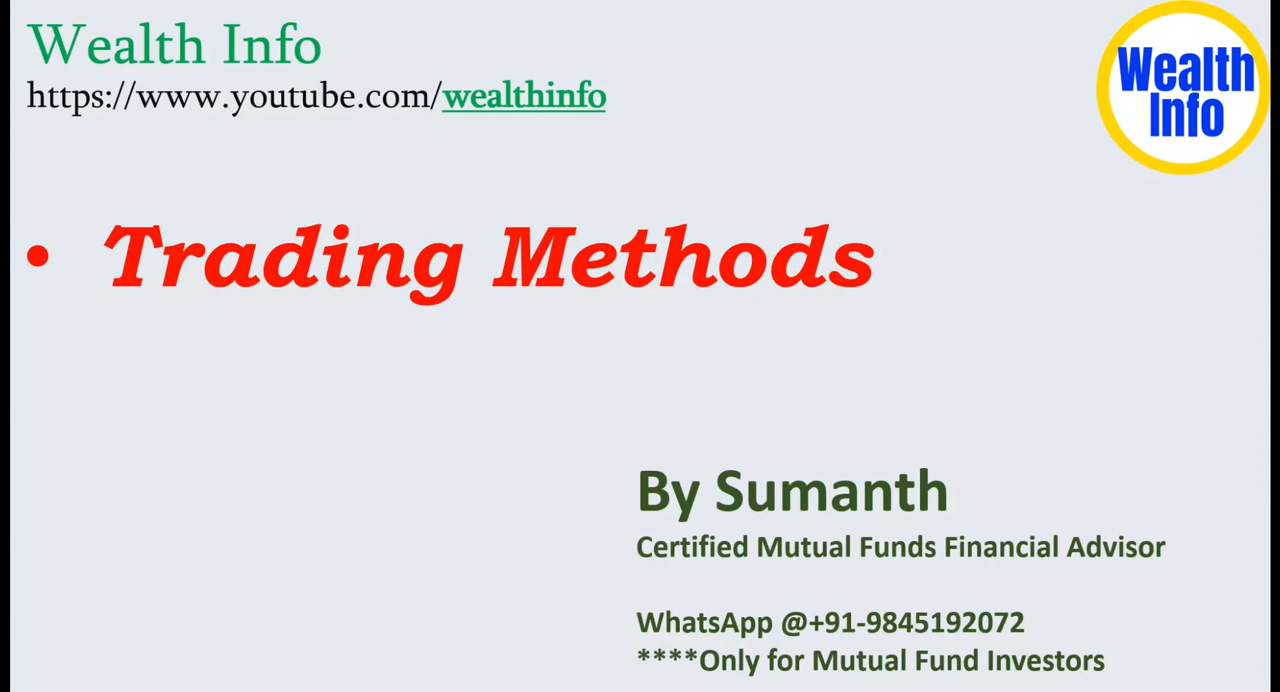 Wealth Info
https://www.youtube.com/wealthinfo
Wealth
Info
• Trading Methods
By Sumanth
Certified Mutual Funds Financial Advisor
WhatsApp @+91-9845192072
****Only for Mutual Fund Investors